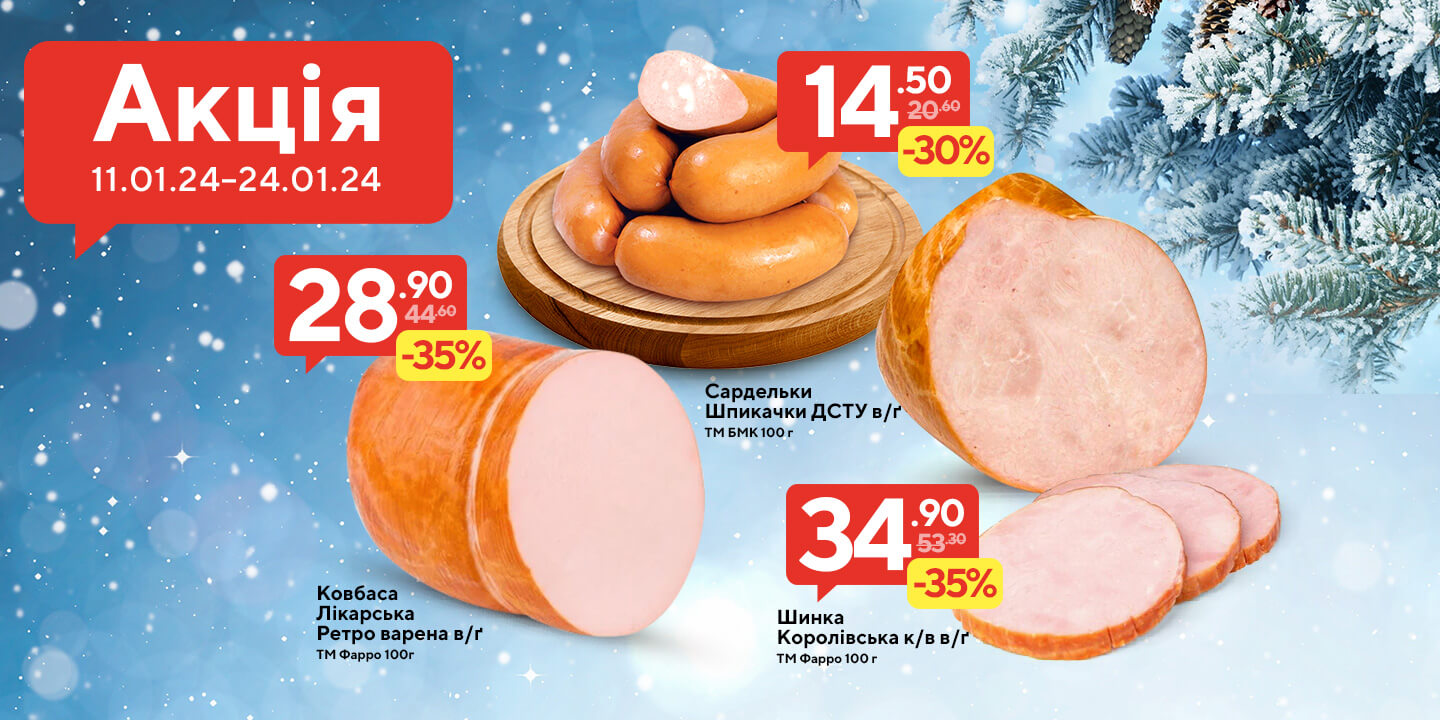 Акція
11.01.24–24.01.24
14.50
20.60
-30%
28.90
44.60
-35%
Сардельки
Шпикачки ДСТУ в/ґ
ТМ БМК 100 г
34.90
53.30
-35%
Ковбаса
Лікарська
Ретро варена в/ґ
ТМ Фарро 100г
Шинка
Королівська к/в в/ґ
ТМ Фарро 100 г